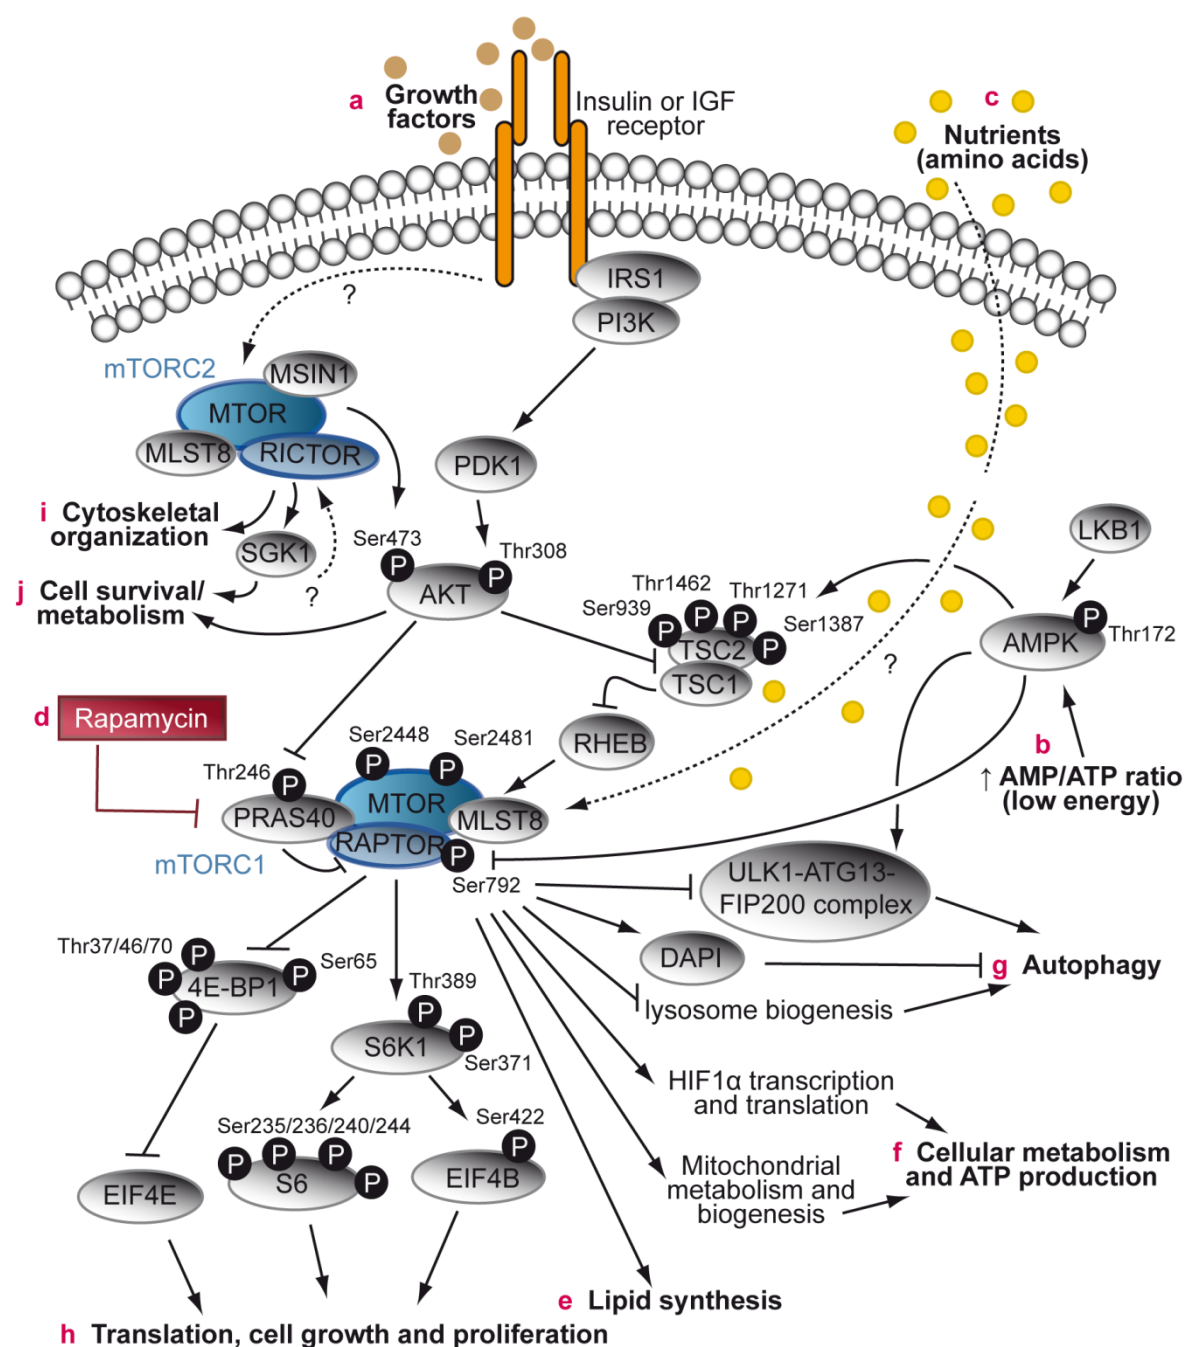 a Growth
factors
Insulin or IGF
receptor
c
Nutrients
(amino acids)
IRS1
PI3K
?
mTORC2
MSIN1
MTOR
MLST8
RICTOR
PDK1
i Cytoskeletal
organization
SGK1
?
j Cell survival/
metabolism
Ser473
P
Thr308
P
AKT
LKB1
P
AMPK
Thr172
Thr1462
Thr1271
Ser939
Ser1387
P
P
P
P
TSC2
TSC1
?
d Rapamycin
RHEB
b
↑ AMP/ATP ratio
(low energy)
Ser2448
Ser2481
Thr246
P
P
P
MTOR
PRAS40
MLST8
RAPTOR
P
mTORC1
Ser792
ULK1-ATG13-
FIP200 complex
DAPI
g Autophagy
lysosome biogenesis
Thr37/46/70
Ser65
P
P
P
P
4E-BP1
Thr389
P
P
S6K1
Ser371
HIF1α transcription
and translation
f Cellular metabolism
and ATP production
Mitochondrial
metabolism and
biogenesis
Ser235/236/240/244
P
P
P
P
S6
Ser422
P
EIF4B
EIF4E
e Lipid synthesis
h Translation, cell growth and proliferation